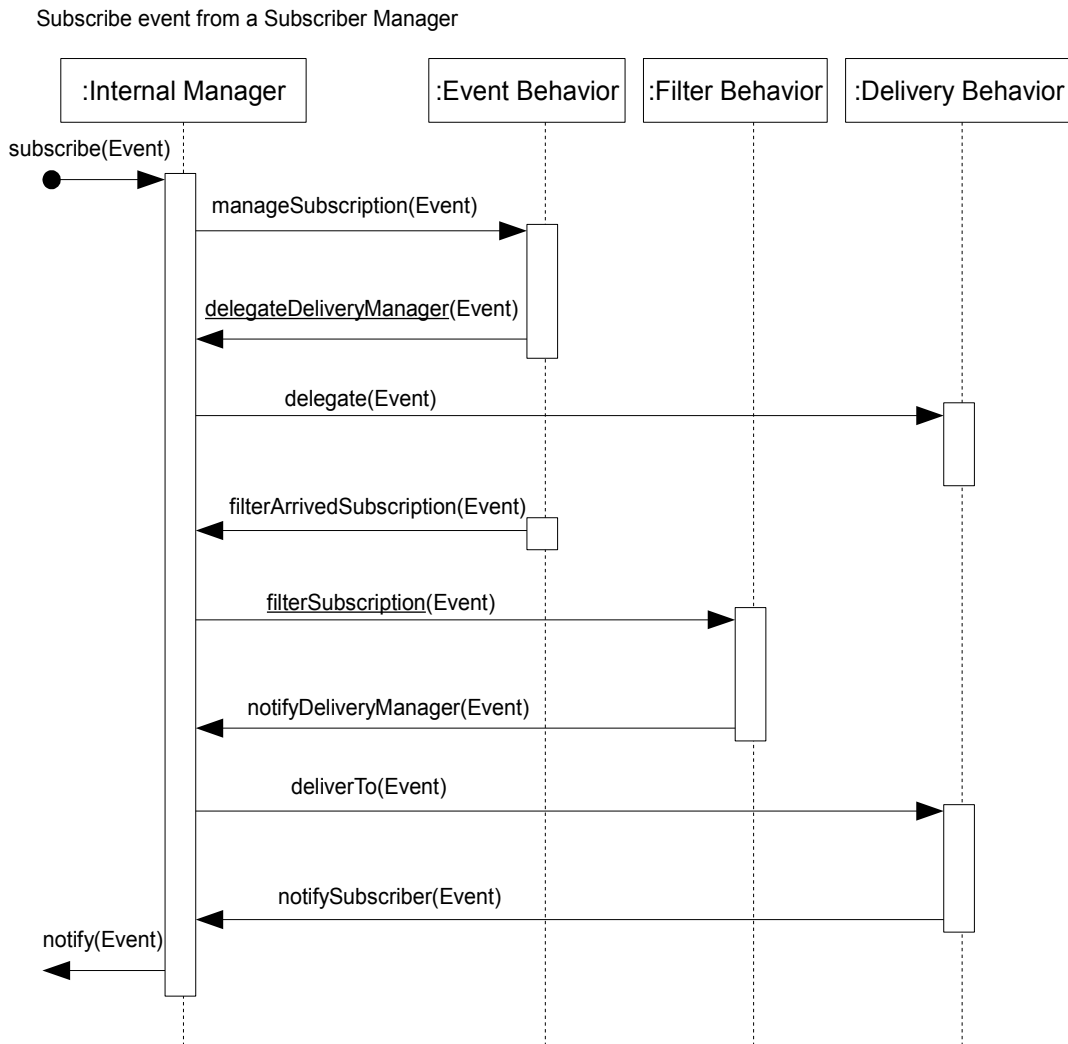 Subscribe event from a Subscriber Manager
:Internal Manager
:Event Behavior
:Filter Behavior
:Delivery Behavior
subscribe(Event)
manageSubscription(Event)
delegateDeliveryManager(Event)
delegate(Event)
filterArrivedSubscription(Event)
filterSubscription(Event)
notifyDeliveryManager(Event)
deliverTo(Event)
notifySubscriber(Event)
notify(Event)